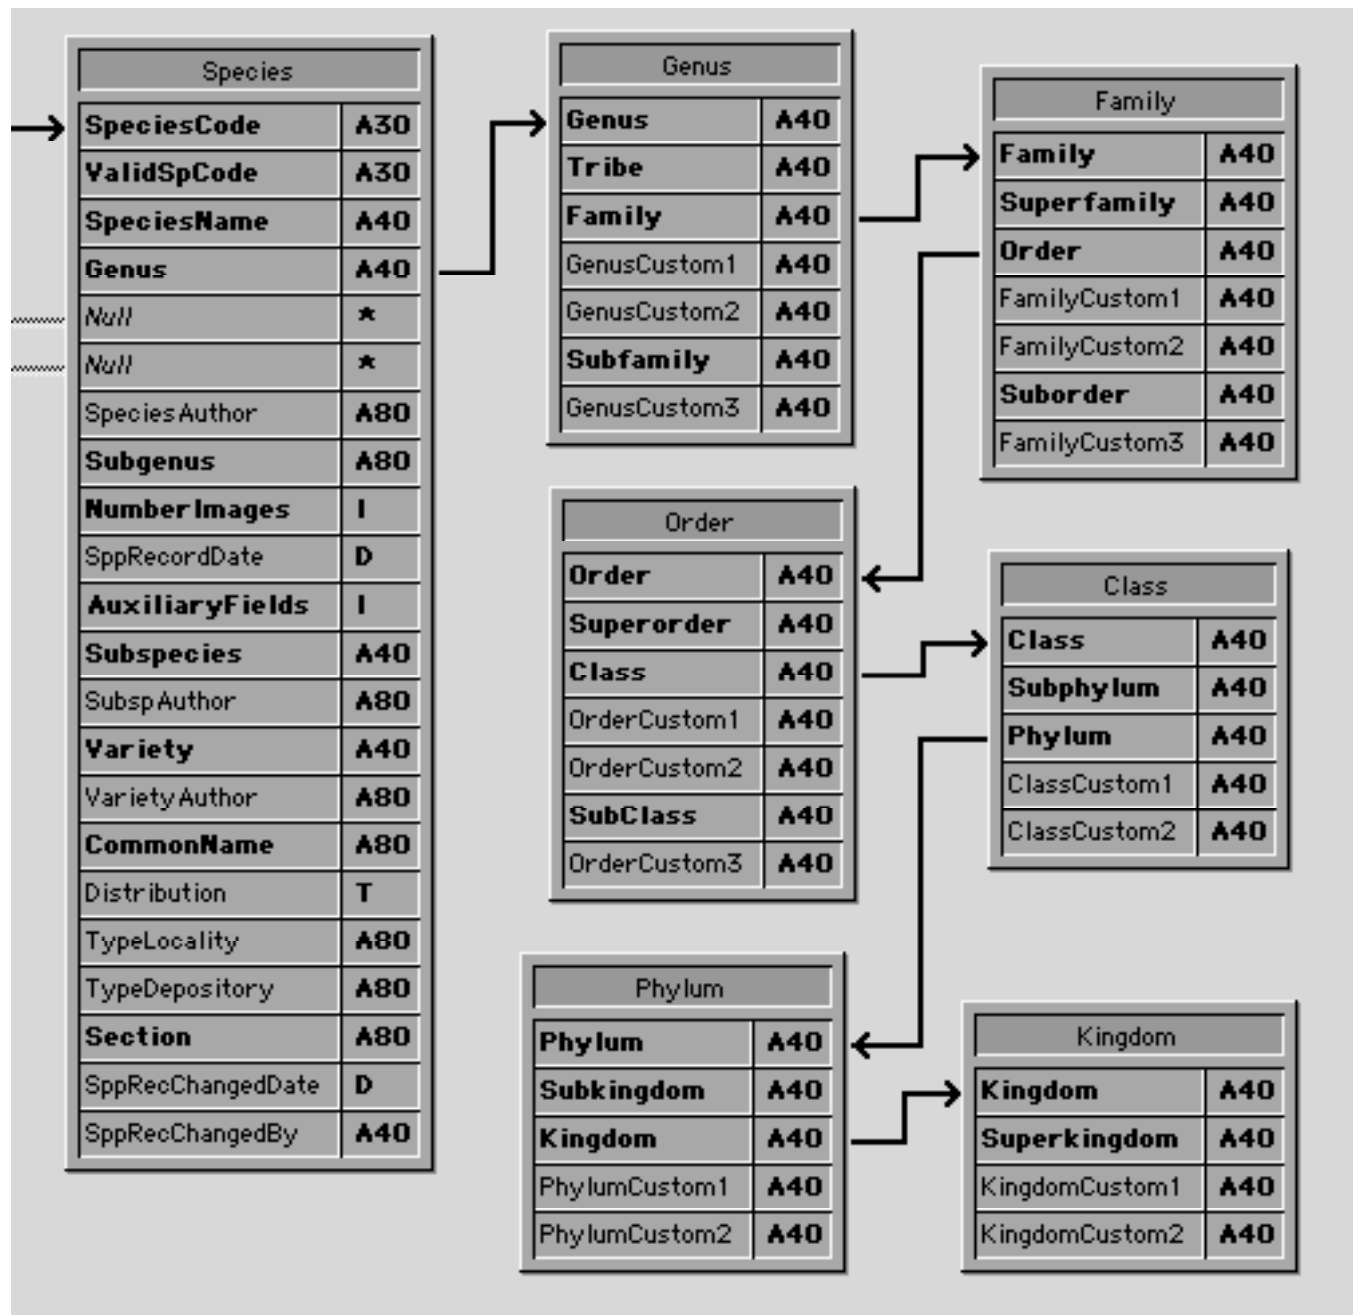 Species
SpeciesCode A30
ValidSpCode A30
SpeciesName A40
Genus A40
Null *
Null *
SpeciesAuthor A80
Subgenus A80
NumberImages I
SppRecordDate D
AuxiliaryFields I
Subspecies A40
SubspAuthor A80
Variety A40
VarietyAuthor A80
CommonName A80
Distribution T
TypeLocality A80
TypeDepository A80
Section A80
SppRecChangedDate D
SppRecChangedBy A40
Genus
Genus A40
Tribe A40
Family A40
GenusCustom1 A40
GenusCustom2 A40
Subfamily A40
GenusCustom3 A40
Family
Family A40
Superfamily A40
Order A40
FamilyCustom1 A40
FamilyCustom2 A40
Suborder A40
FamilyCustom3 A40
Order
Order A40
Superorder A40
Class A40
OrderCustom1 A40
OrderCustom2 A40
SubClass A40
OrderCustom3 A40
Class
Class A40
Subphylum A40
Phylum A40
ClassCustom1 A40
ClassCustom2 A40
Phylum
Phylum A40
Subkingdom A40
Kingdom A40
PhylumCustom1 A40
PhylumCustom2 A40
Kingdom
Kingdom A40
Superkingdom A40
KingdomCustom1 A40
KingdomCustom2 A40